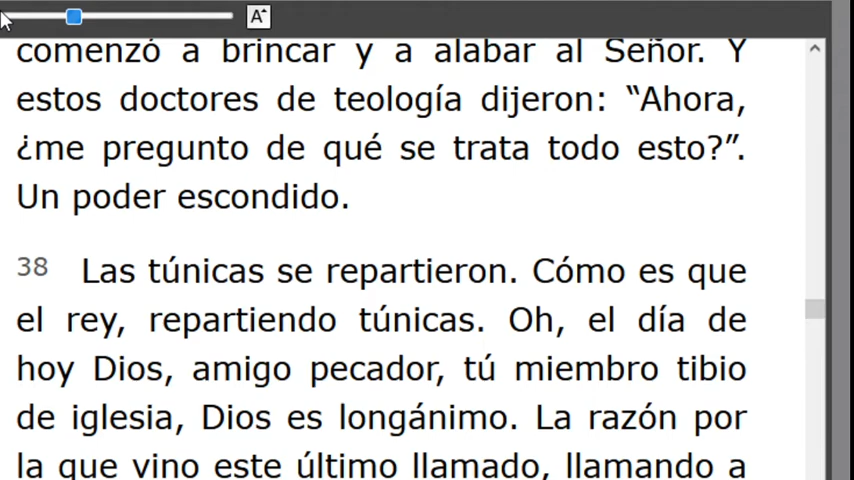 A
comenzó a brincar y a alabar al Señor. Y
estos doctores de teología dijeron: “Ahora,
¿me pregunto de qué se trata todo esto?”.
Un poder escondido.
38 Las túnicas se repartieron. Cómo es que
el rey, repartiendo túnicas. Oh, el día de
hoy Dios, amigo pecador, tú miembro tibio
de iglesia, Dios es longánimo. La razón por
la que vino este último llamado, llamando a